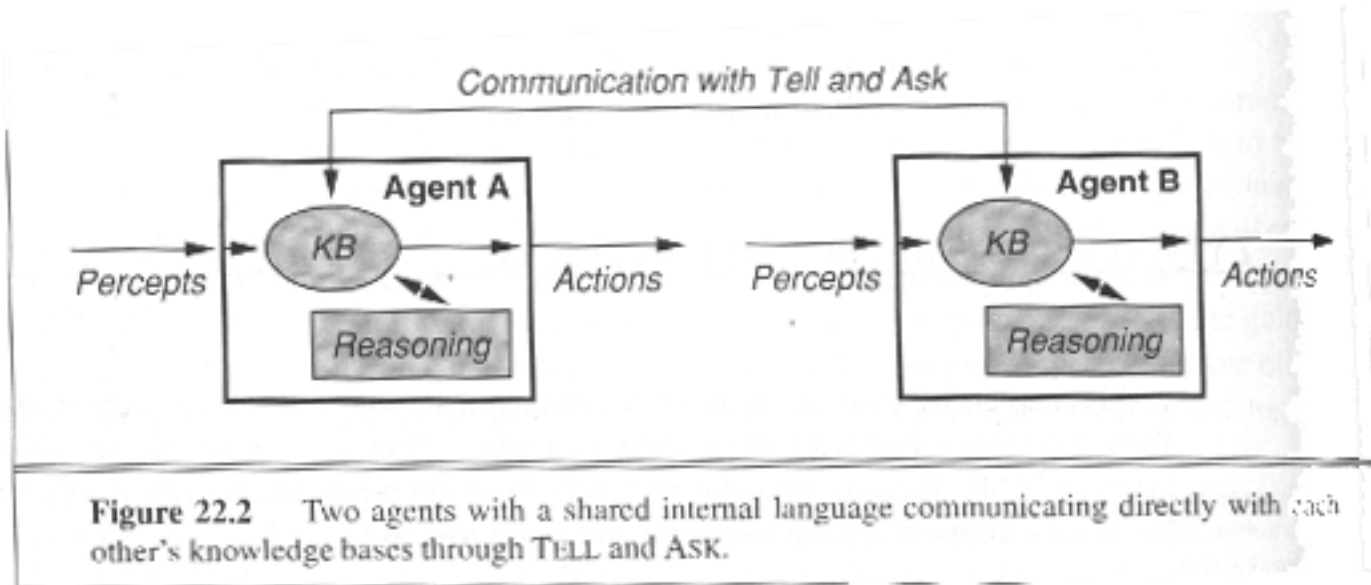 Communication with Tell and Ask
Agent A
Agent B
KB
KB
Percepts
Actions
Percepts
Actions
Reasoning
Reasoning
Figure 22.2 Two agents with a shared internal language communicating directly with each
other's knowledge bases through TELL and ASK.